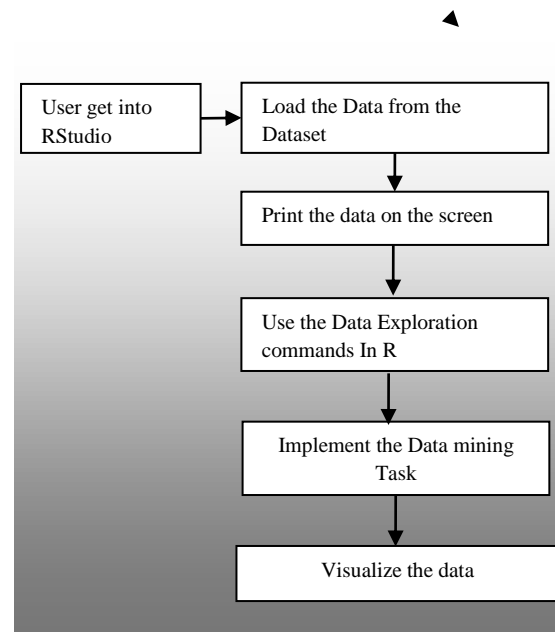 User get into
RStudio
Load the Data from the
Dataset
Print the data on the screen
Use the Data Exploration
commands In R
Implement the Data mining
Task
Visualize the data